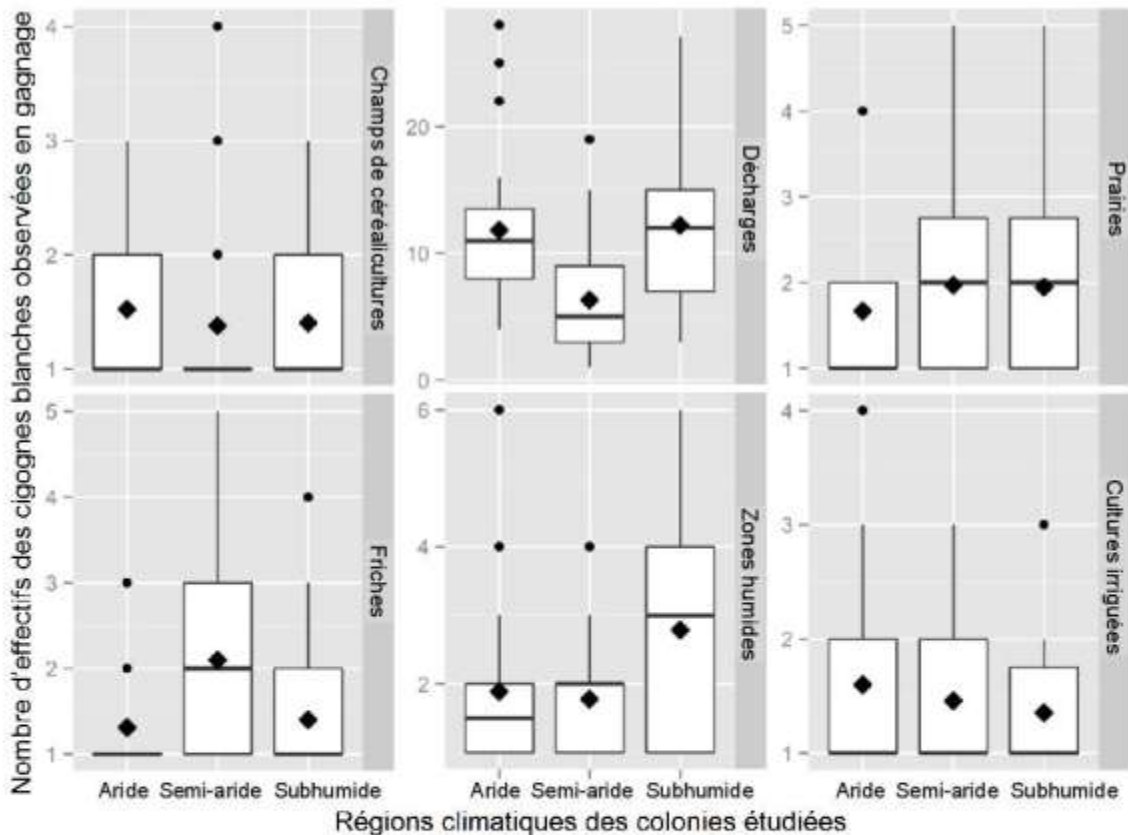 Nombre d'effectifs des cigognes blanches observées en gagnage
4
3
2
1
Champs de céréalicultures
20
10
0
Décharges
5
4
3
2
1
Prairies
5
4
3
2
1
Friches
6
4
2
Zones humides
4
3
2
1
Cultures irriguées
Aride Semi-aride Subhumide
Aride Semi-aride Subhumide
Aride Semi-aride Subhumide
Régions climatiques des colonies étudiées